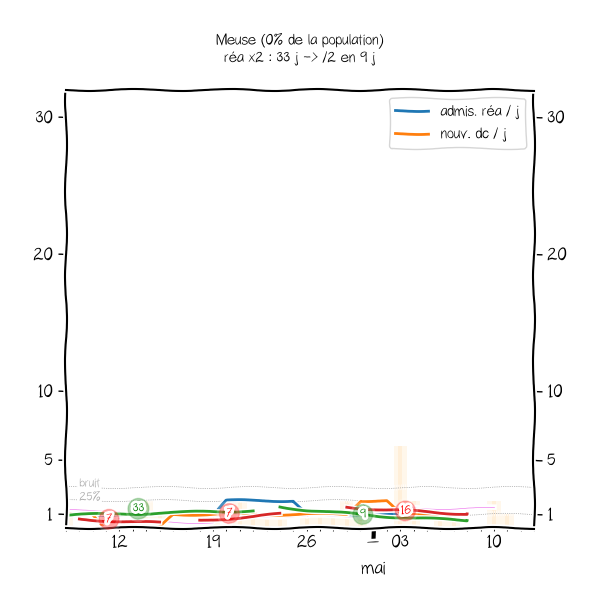 Meuse (0% de la population)
réa x2 : 33 j -> /2 en 9 j
admis. réa / j
nouv. dc / j
30 30
20 20
10 10
5 5
bruit
25%
1 1
33
7 7 9 16
12 19 26 1 03 10
mai